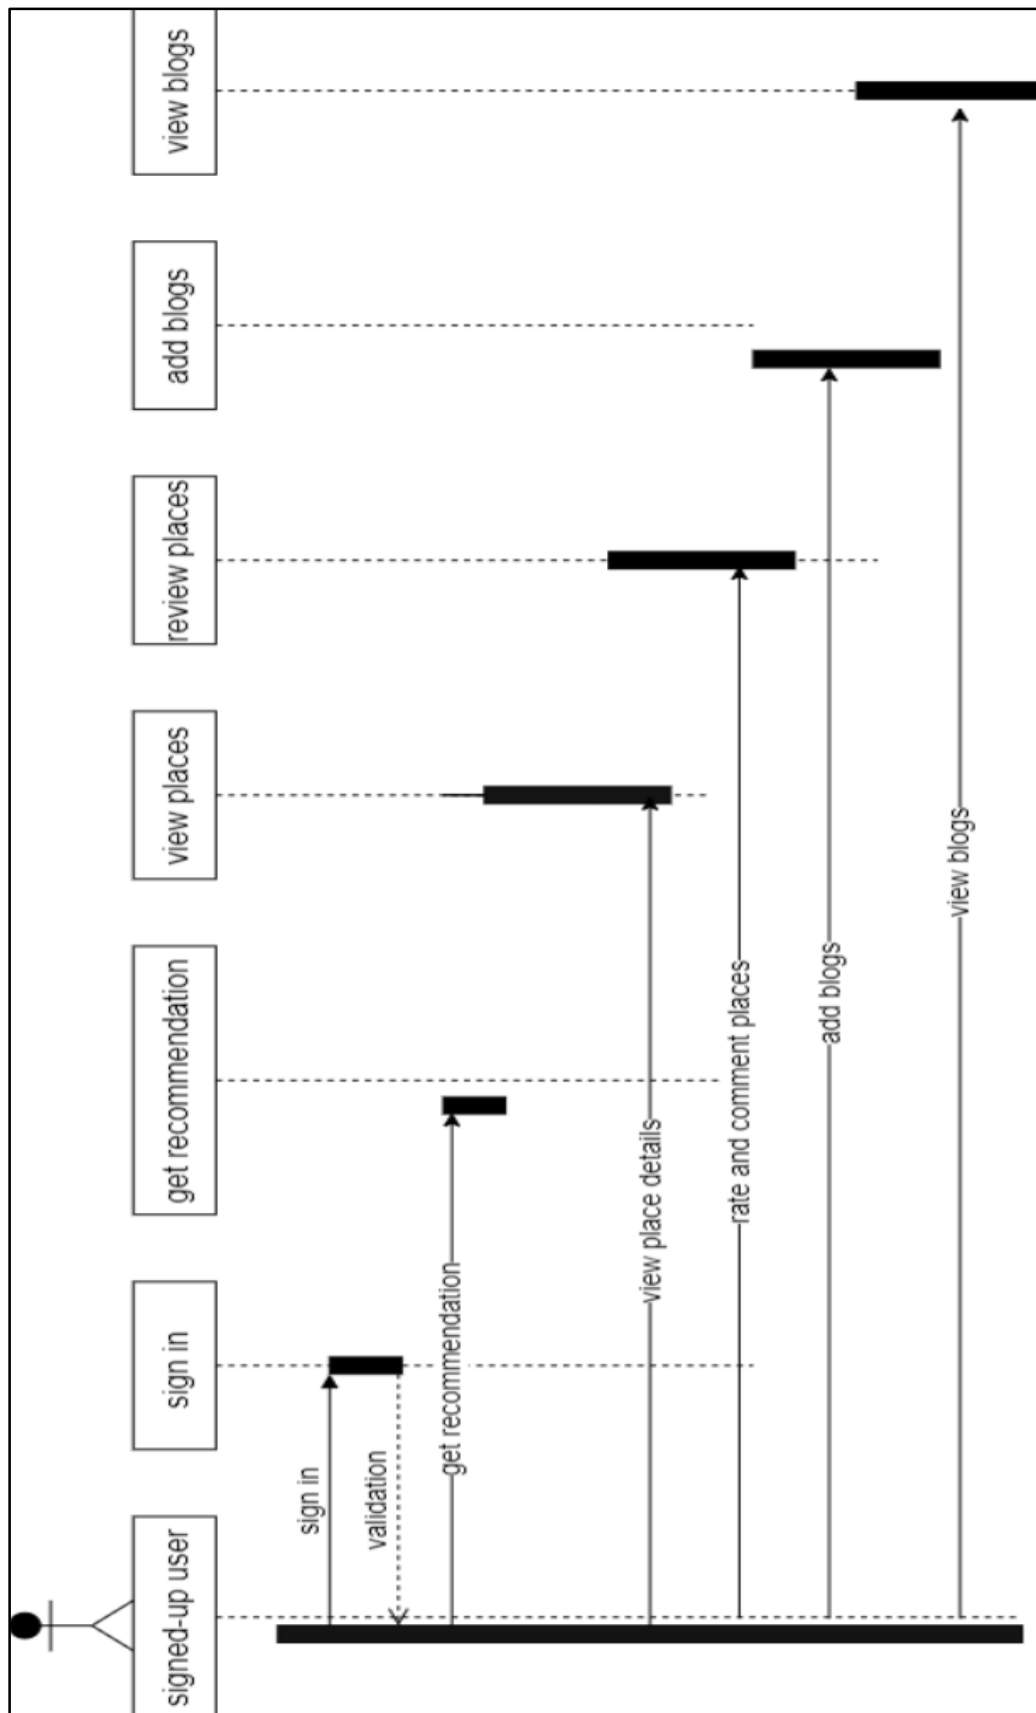 signed-up user
sign in
get recommendation
view places
review places
add blogs
view blogs
sign in
validation
get recommendation
view place details
rate and comment places
add blogs
view blogs